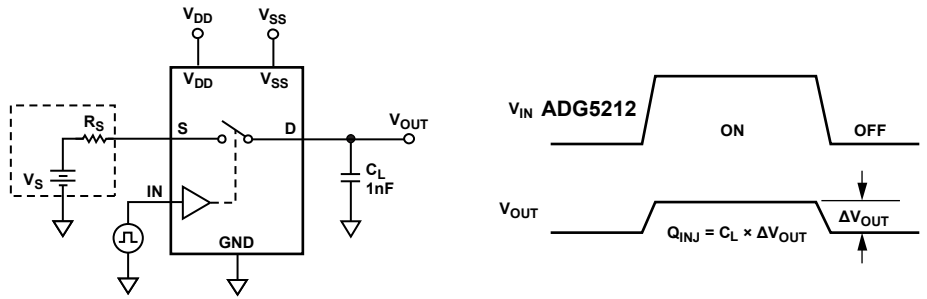 VDD
VSS
VDD
VSS
RS
S
D
VOUT
VS
IN
CL
1nF
GND
VIN ADG5212
ON
OFF
VOUT
ΔVOUT
QINJ = CL × ΔVOUT